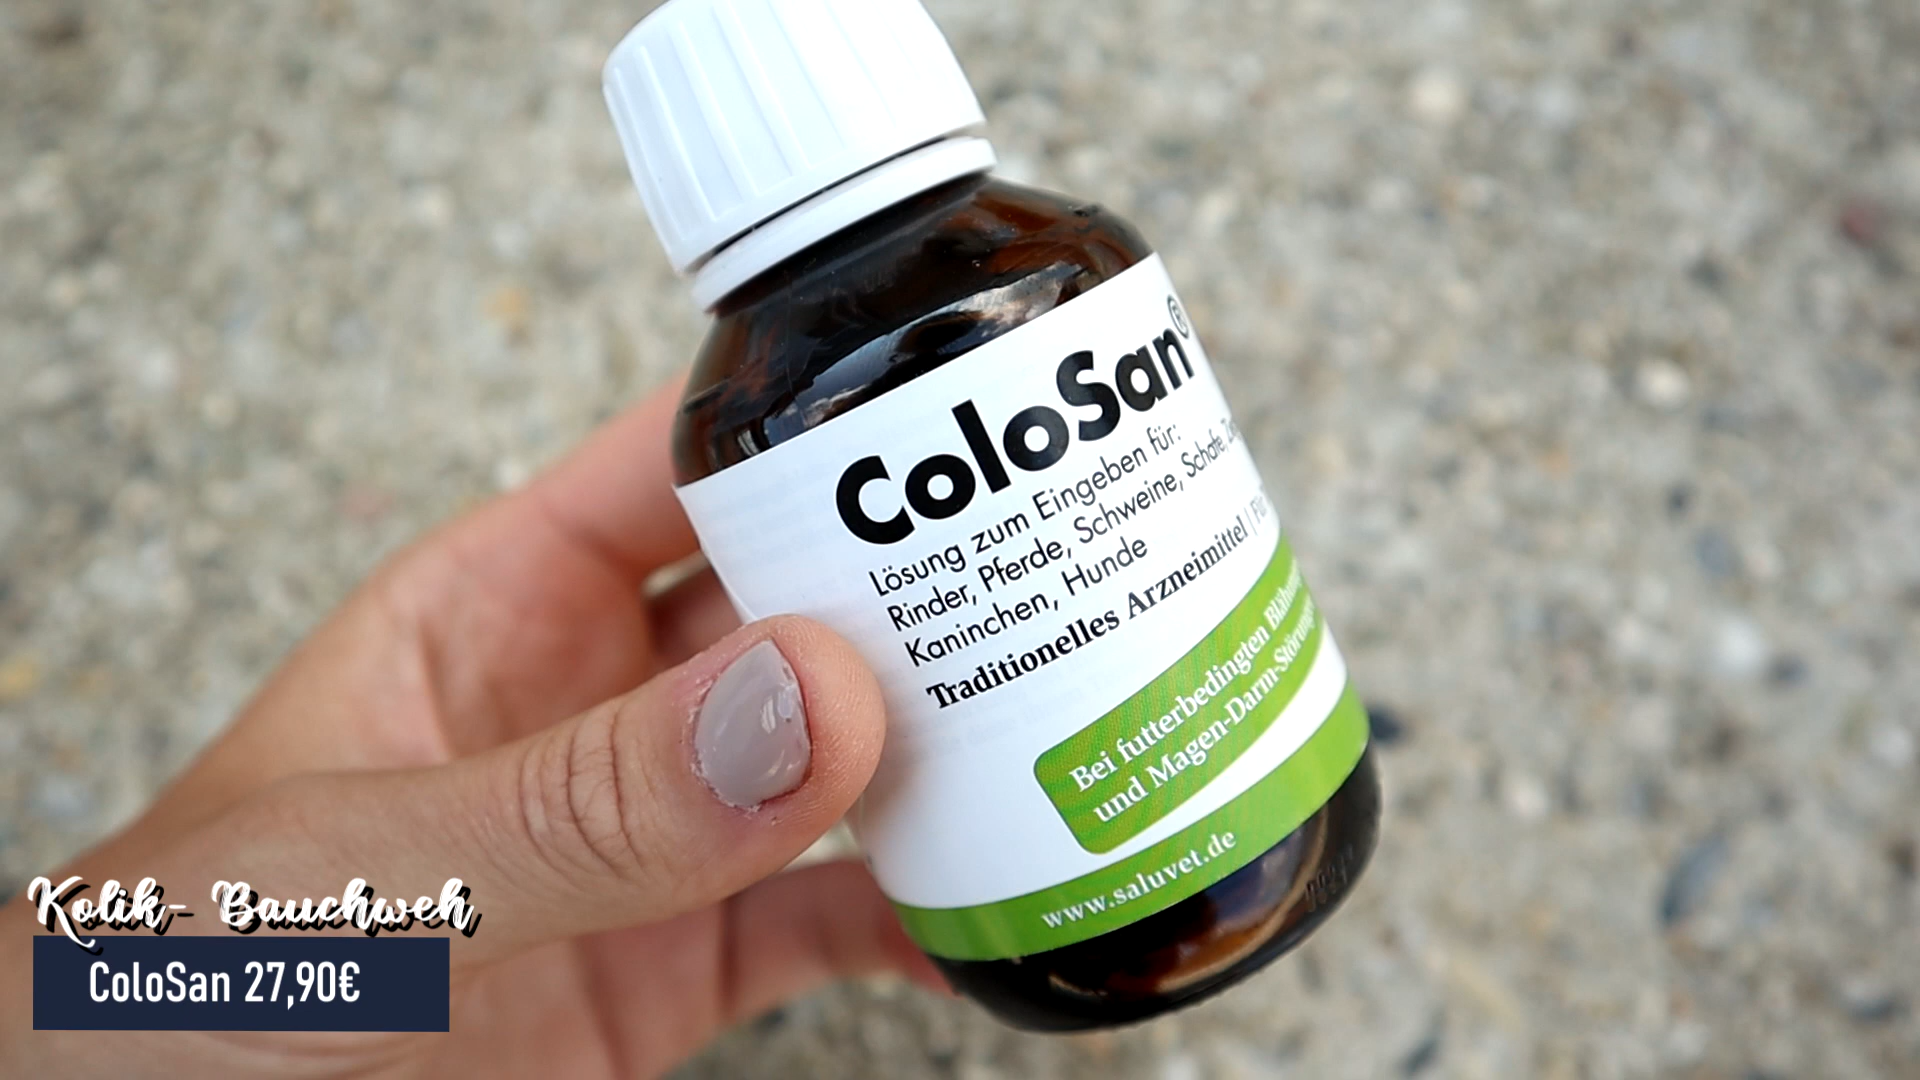 ColoSan®
Lösung zum Eingeben für:
Rinder, Pferde, Schweine, Schafe,
Kaninchen, Hunde
Traditionelles Arzneimittel |
Bei futterbedingten
und Magen-Darm-
www.saluvet.de
Kolik- Bauchweh
ColoSan 27,90€